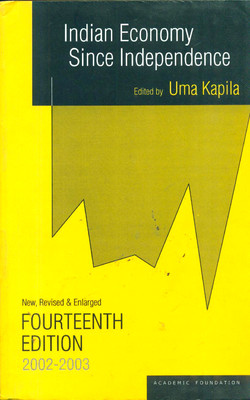 Indian Economy
Since Independence
Edited by Uma Kapila
New, Revised & Enlarged
FOURTEENTH
EDITION
2002-2003
ACADEMIC FOUNDATION